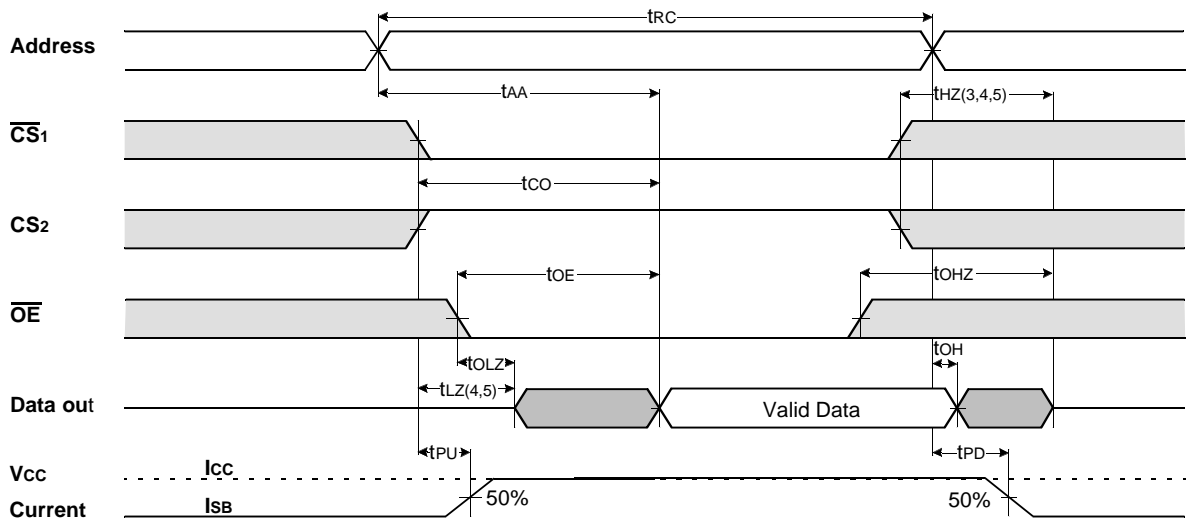 tRC
Address
tAA
tHZ(3,4,5)
CS1
tCO
CS2
tOE
tOHZ
OE
tOLZ
tOH
tLZ(4,5)
Data out
Valid Data
tPU
tPD
VCC
ICC
50%
50%
Current
ISB